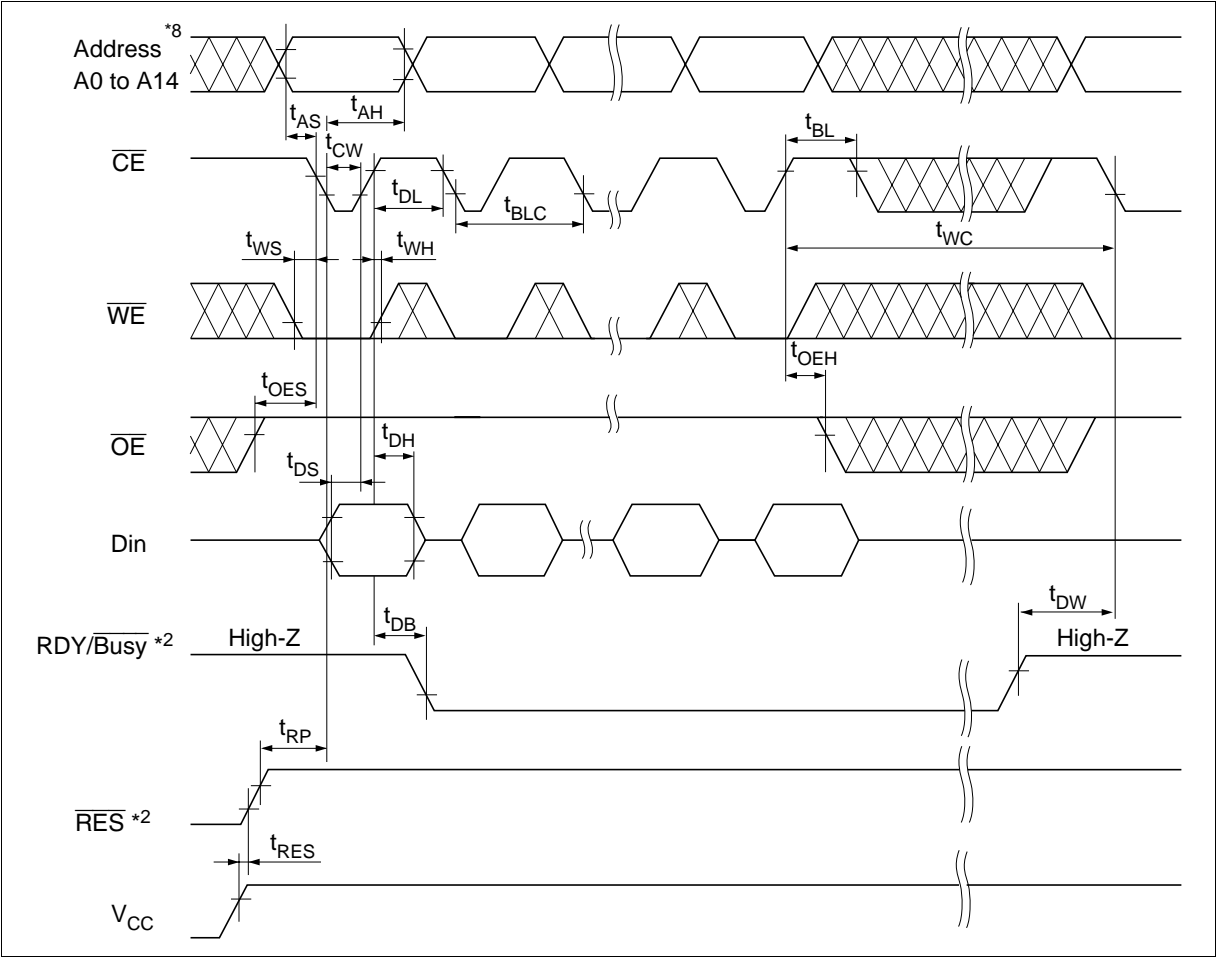 Address *8
A0 to A14
tAS
tAH
tCW
tBL
CE
tDL
tBLC
tWC
tWS
tWH
WE
tOEH
tOES
OE
tDH
tDS
Din
tDB
tDW
RDY/Busy *2
High-Z
High-Z
tRP
RES *2
tRES
VCC